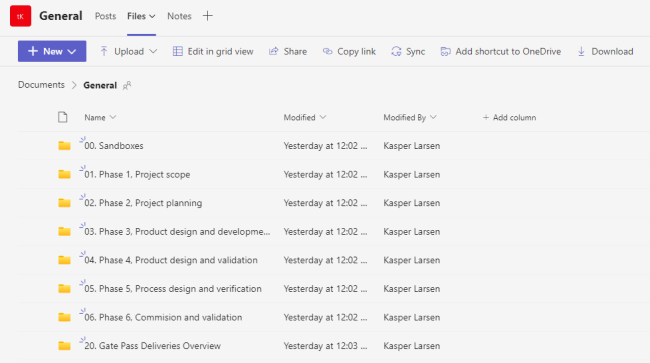 tK General Posts Files Notes
New Upload Edit in grid view Share Copy link Sync Add shortcut to OneDrive Download
Documents General
Name Modified Modified By Add column
00. Sandboxes Yesterday at 12:02 ... Kasper Larsen
01. Phase 1, Project scope Yesterday at 12:02 ... Kasper Larsen
02. Phase 2, Project planning Yesterday at 12:02 ... Kasper Larsen
03. Phase 3, Product design and developme... Yesterday at 12:02 ... Kasper Larsen
04. Phase 4, Product design and validation Yesterday at 12:02 ... Kasper Larsen
05. Phase 5, Process design and verification Yesterday at 12:02 ... Kasper Larsen
06. Phase 6, Commision and validation Yesterday at 12:02 ... Kasper Larsen
20. Gate Pass Deliveries Overview Yesterday at 12:03 ... Kasper Larsen